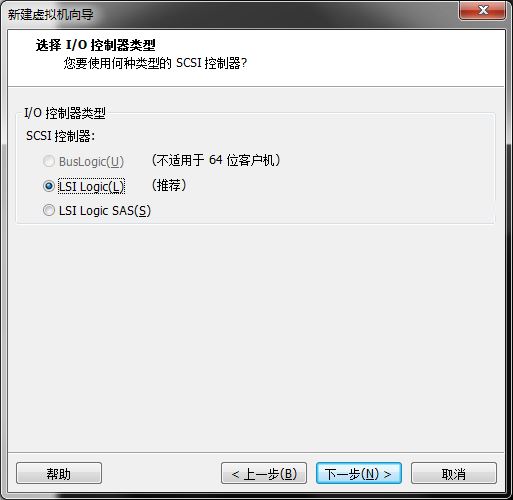 新建虚拟机向导
选择 I/O 控制器类型
您要使用何种类型的 SCSI 控制器?
I/O 控制器类型
SCSI 控制器:
BusLogic(U) (不适用于 64 位客户机)
LSI Logic(L) (推荐)
LSI Logic SAS(S)
帮助 < 上一步(B) 下一步(N) > 取消